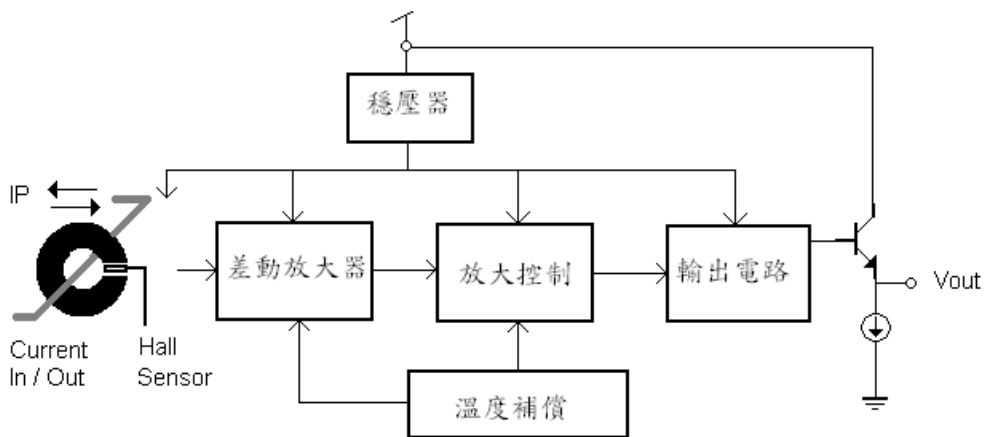 穩壓器
IP
差動放大器
放大控制
輸出電路
Vout
Current
In / Out
Hall
Sensor
溫度補償